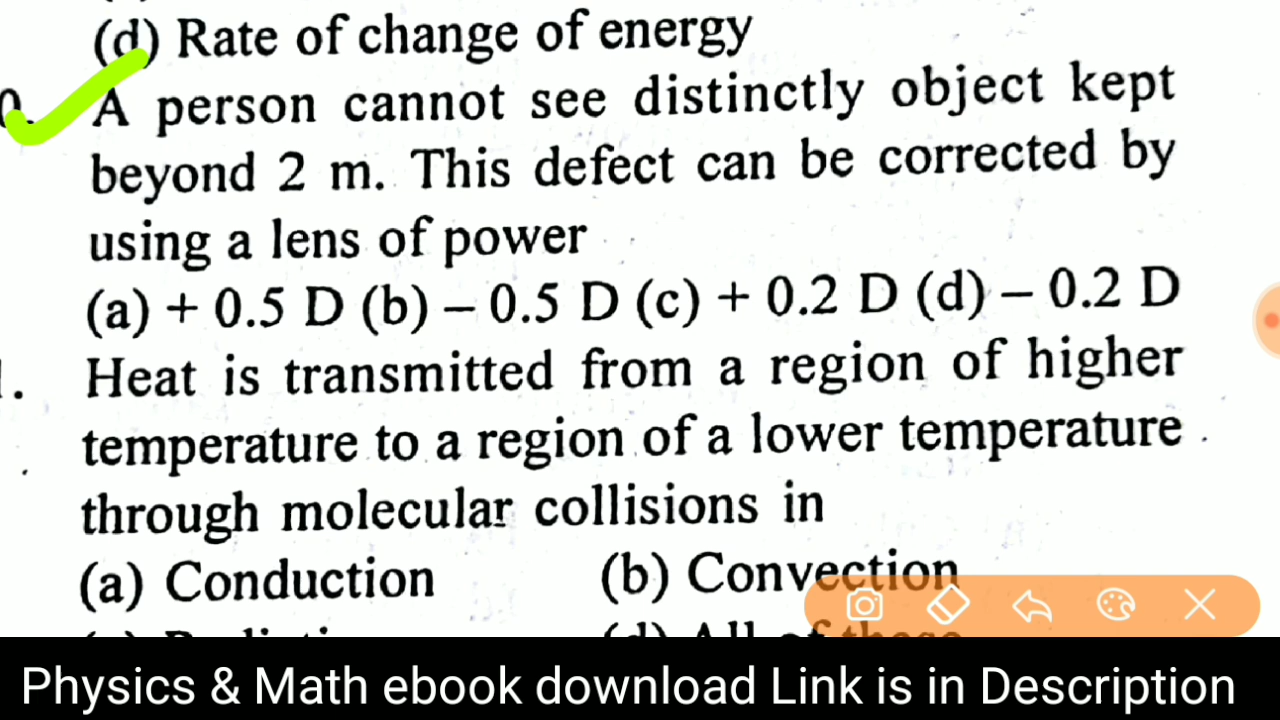 (d) Rate of change of energy
A person cannot see distinctly object kept
beyond 2 m. This defect can be corrected by
using a lens of power
(a) + 0.5 D (b) – 0.5 D (c) + 0.2 D (d) – 0.2 D
Heat is transmitted from a region of higher
temperature to a region of a lower temperature
through molecular collisions in
(a) Conduction (b) Convection
(d) All of these
Physics & Math ebook download Link is in Description